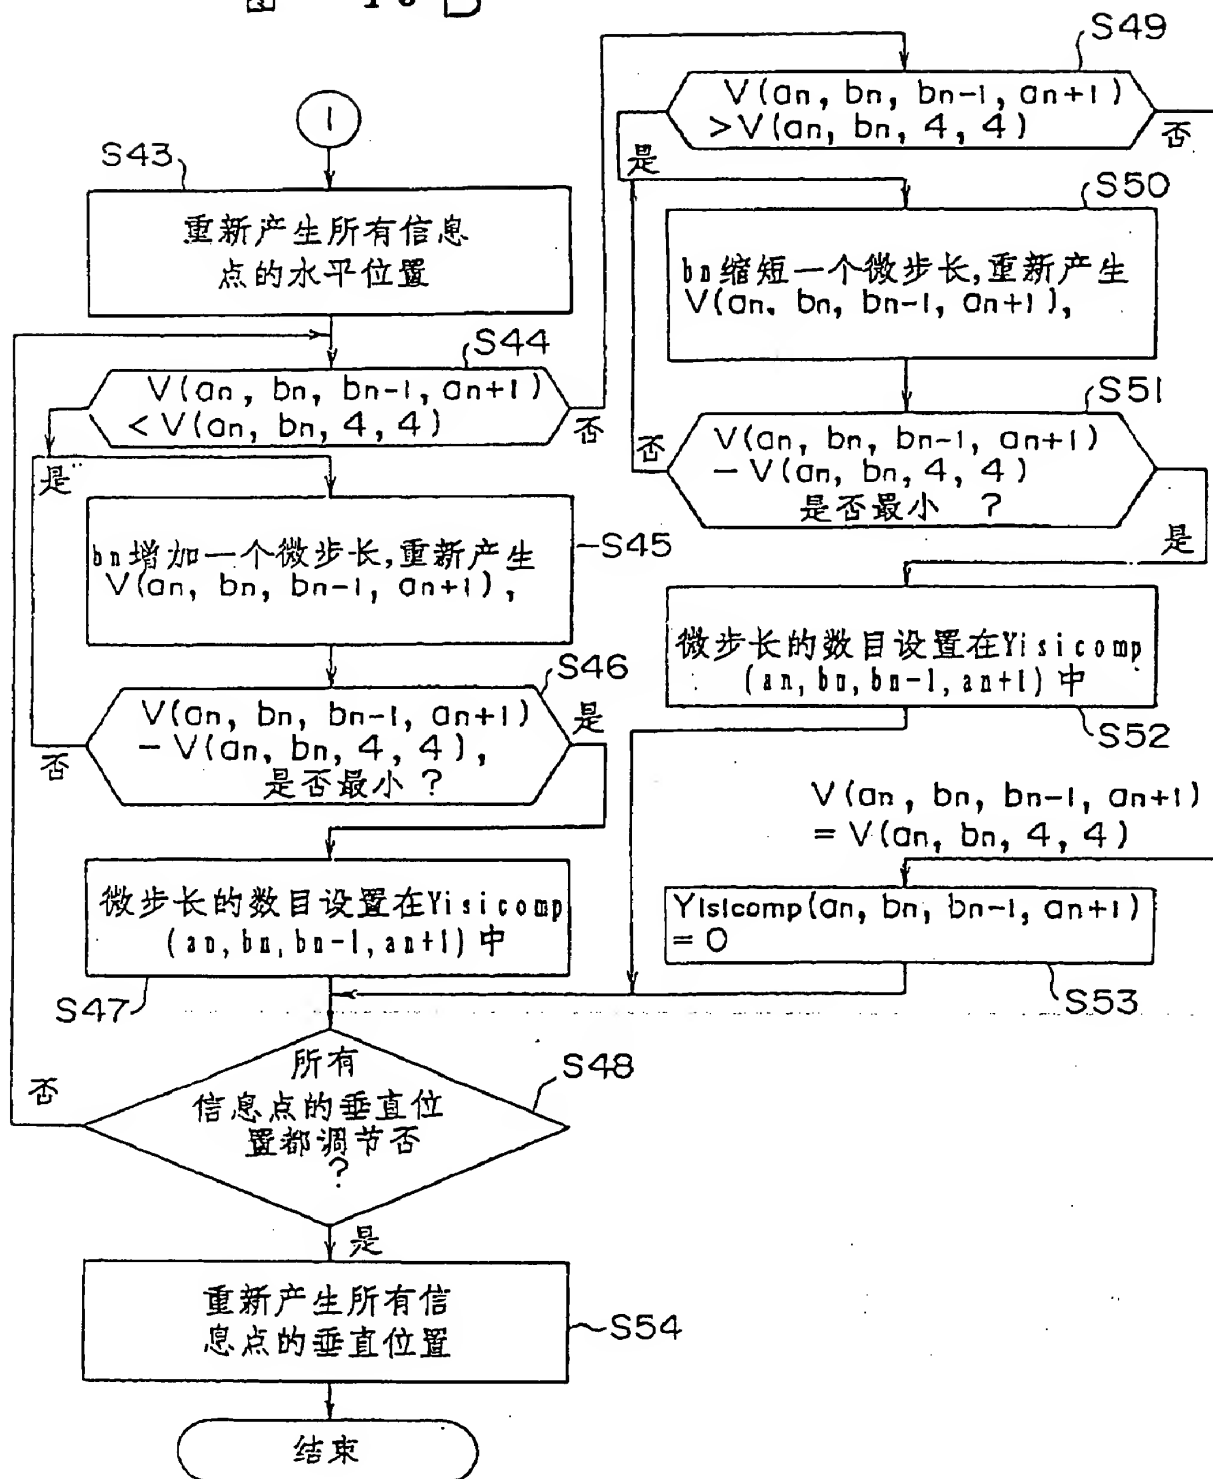 1
S43
重新产生所有信息
点的水平位置
S44
V(an, bn, bn-1, an+1)
< V(an, bn, 4, 4)
否
是
bn增加一个微步长,重新产生
V(an, bn, bn-1, an+1),
S45
S46
V(an, bn, bn-1, an+1)
- V(an, bn, 4, 4),
是否最小 ?
是
否
微步长的数目设置在Yisicomp
(an, bn, bn-1, an+1) 中
S47
所有
信息点的垂直位
置都调节否
?
S48
否
是
重新产生所有信
息点的垂直位置
S54
结束
S49
V(an, bn, bn-1, an+1)
>V(an, bn, 4, 4)
否
是
S50
bn缩短一个微步长,重新产生
V(an. bn, bn-1, an+1),
S51
V(an, bn, bn-1, an+1)
- V(an, bn, 4, 4)
是否最小 ?
否
是
微步长的数目设置在Yisicomp
(an, bn, bn-1, an+1) 中
S52
V(an, bn, bn-1, an+1)
= V(an, bn, 4, 4)
Yisicomp(an, bn, bn-1, an+1)
= 0
S53